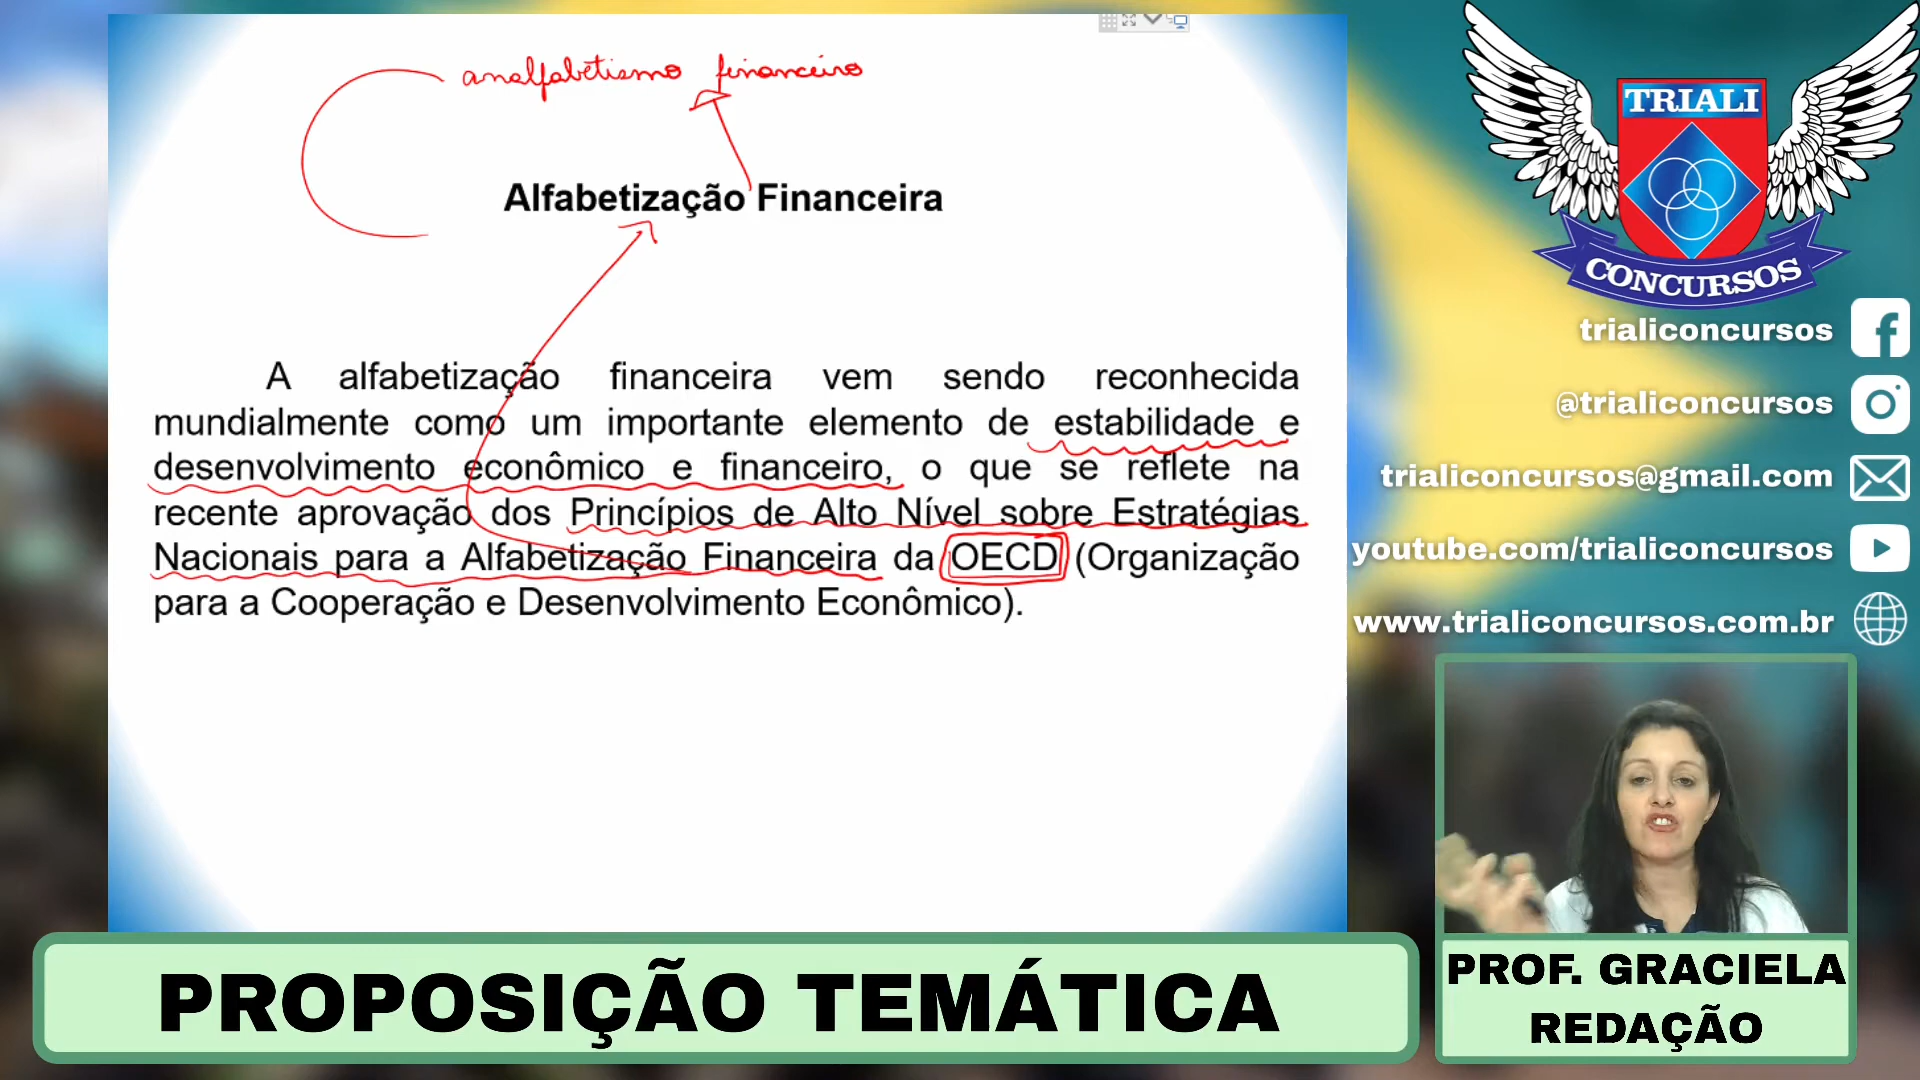 analfabetismo financeiro
Alfabetização Financeira
A alfabetização financeira vem sendo reconhecida
mundialmente como um importante elemento de estabilidade e
desenvolvimento econômico e financeiro, o que se reflete na
recente aprovação dos Princípios de Alto Nível sobre Estratégias
Nacionais para a Alfabetização Financeira da OECD (Organização
para a Cooperação e Desenvolvimento Econômico).
TRIALI
CONCURSOS
trialiconcursos
@trialiconcursos
trialiconcursos@gmail.com
youtube.com/trialiconcursos
www.trialiconcursos.com.br
PROPOSIÇÃO TEMÁTICA
PROF. GRACIELA
REDAÇÃO